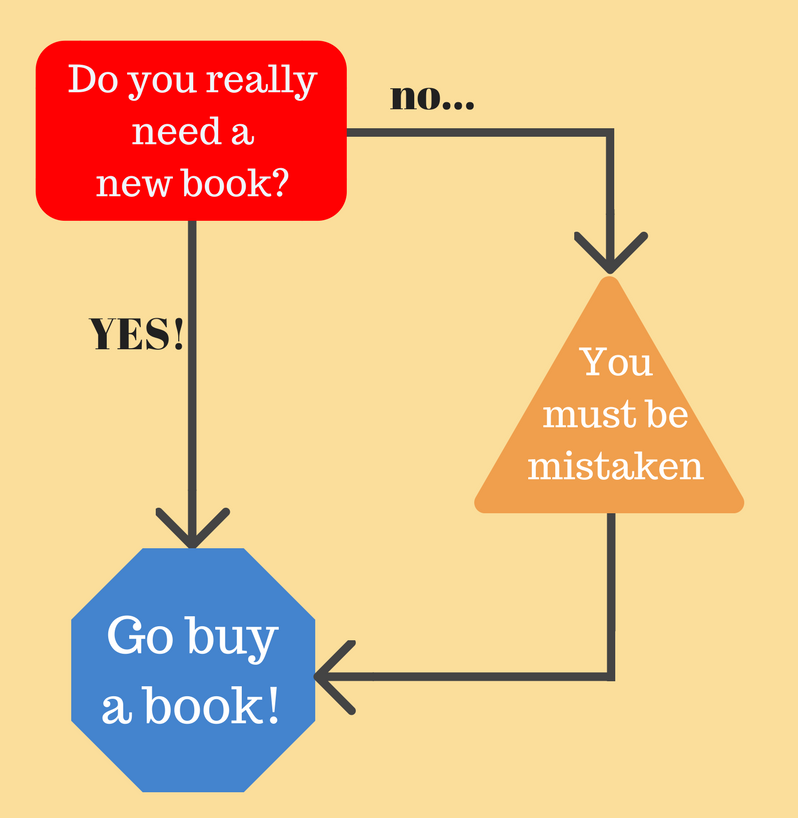 Do you really
need a
new book?
no...
YES!
You
must be
mistaken
Go buy
a book!